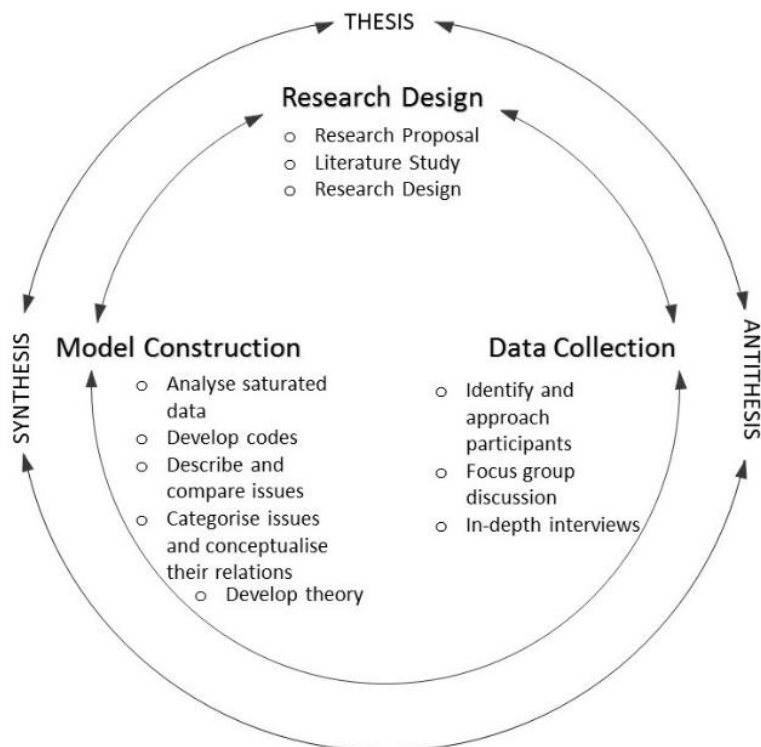 THESIS
Research Design
o Research Proposal
o Literature Study
o Research Design
SYNTHESIS
Model Construction
o Analyse saturated
data
o Develop codes
o Describe and
compare issues
o Categorise issues
and conceptualise
their relations
o Develop theory
Data Collection
o Identify and
approach
participants
o Focus group
discussion
o In-depth interviews
ANTITHESIS